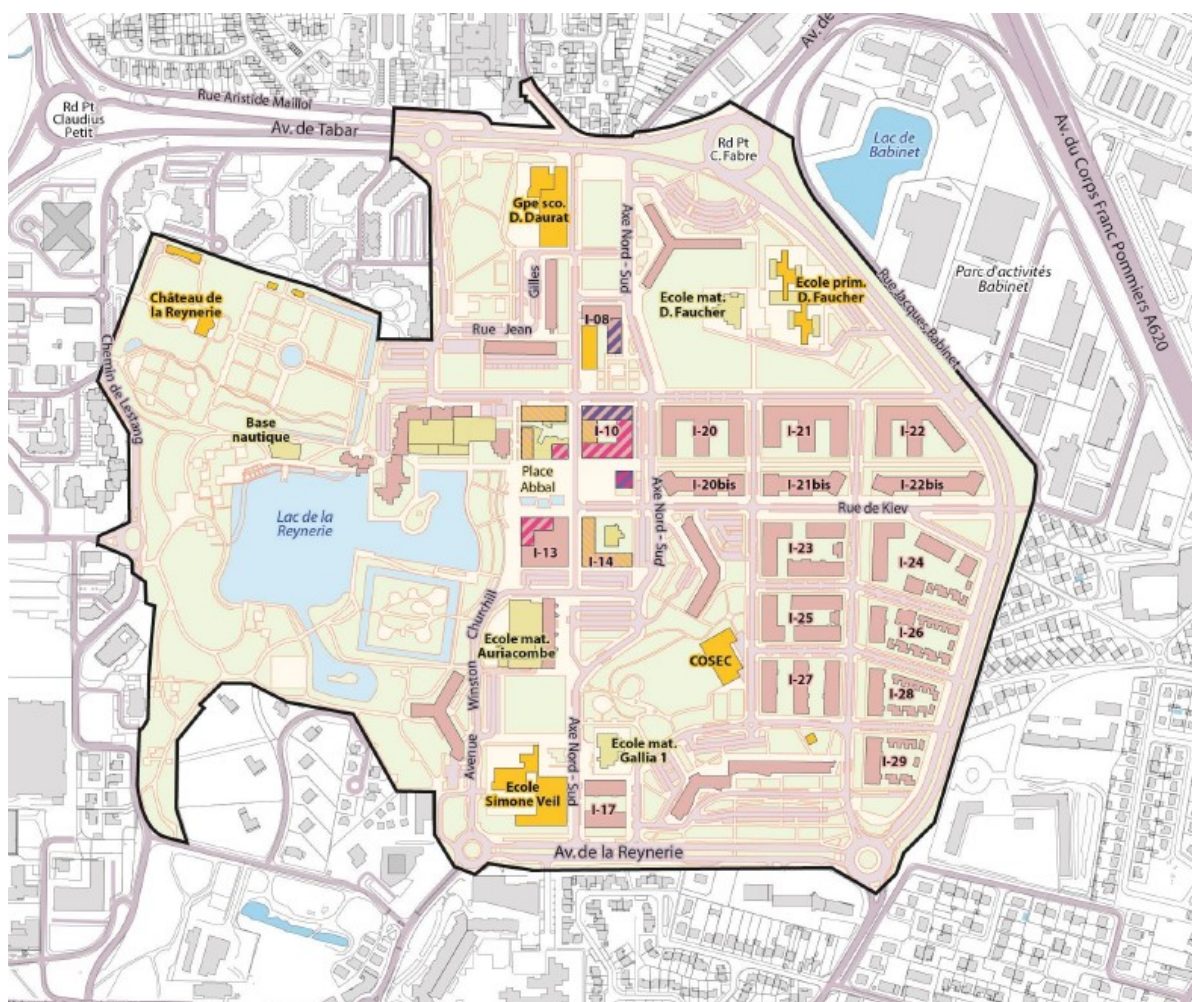 Rd Pt
Claudius
Petit
Rue Aristide Maillol
Av. de Tabar
Av. de
Rd Pt
C. Fabre
Lac de
Babinet
Av. du Corps Franc Pommiers A620
Gpe sco.
D. Daurat
Axe Nord - Sud
Gilles
Rue Jean
Ecole mat.
D. Faucher
Ecole prim.
D. Faucher
Rue Jacques Babinet
Parc d'activités
Babinet
Château de
la Reynerie
Chemin de Lestang
I-08
Base
nautique
I-10
I-20
I-21
I-22
Place
Abbal
I-20bis
I-21bis
I-22bis
Rue de Kiev
Axe Nord - Sud
Lac de la
Reynerie
I-13
I-14
I-23
I-24
Avenue Winston Churchill
Ecole mat.
Auriacombe
I-25
I-26
COSEC
I-27
I-28
Axe Nord - Sud
Ecole mat.
Gallia 1
I-29
Ecole
Simone Veil
I-17
Av. de la Reynerie